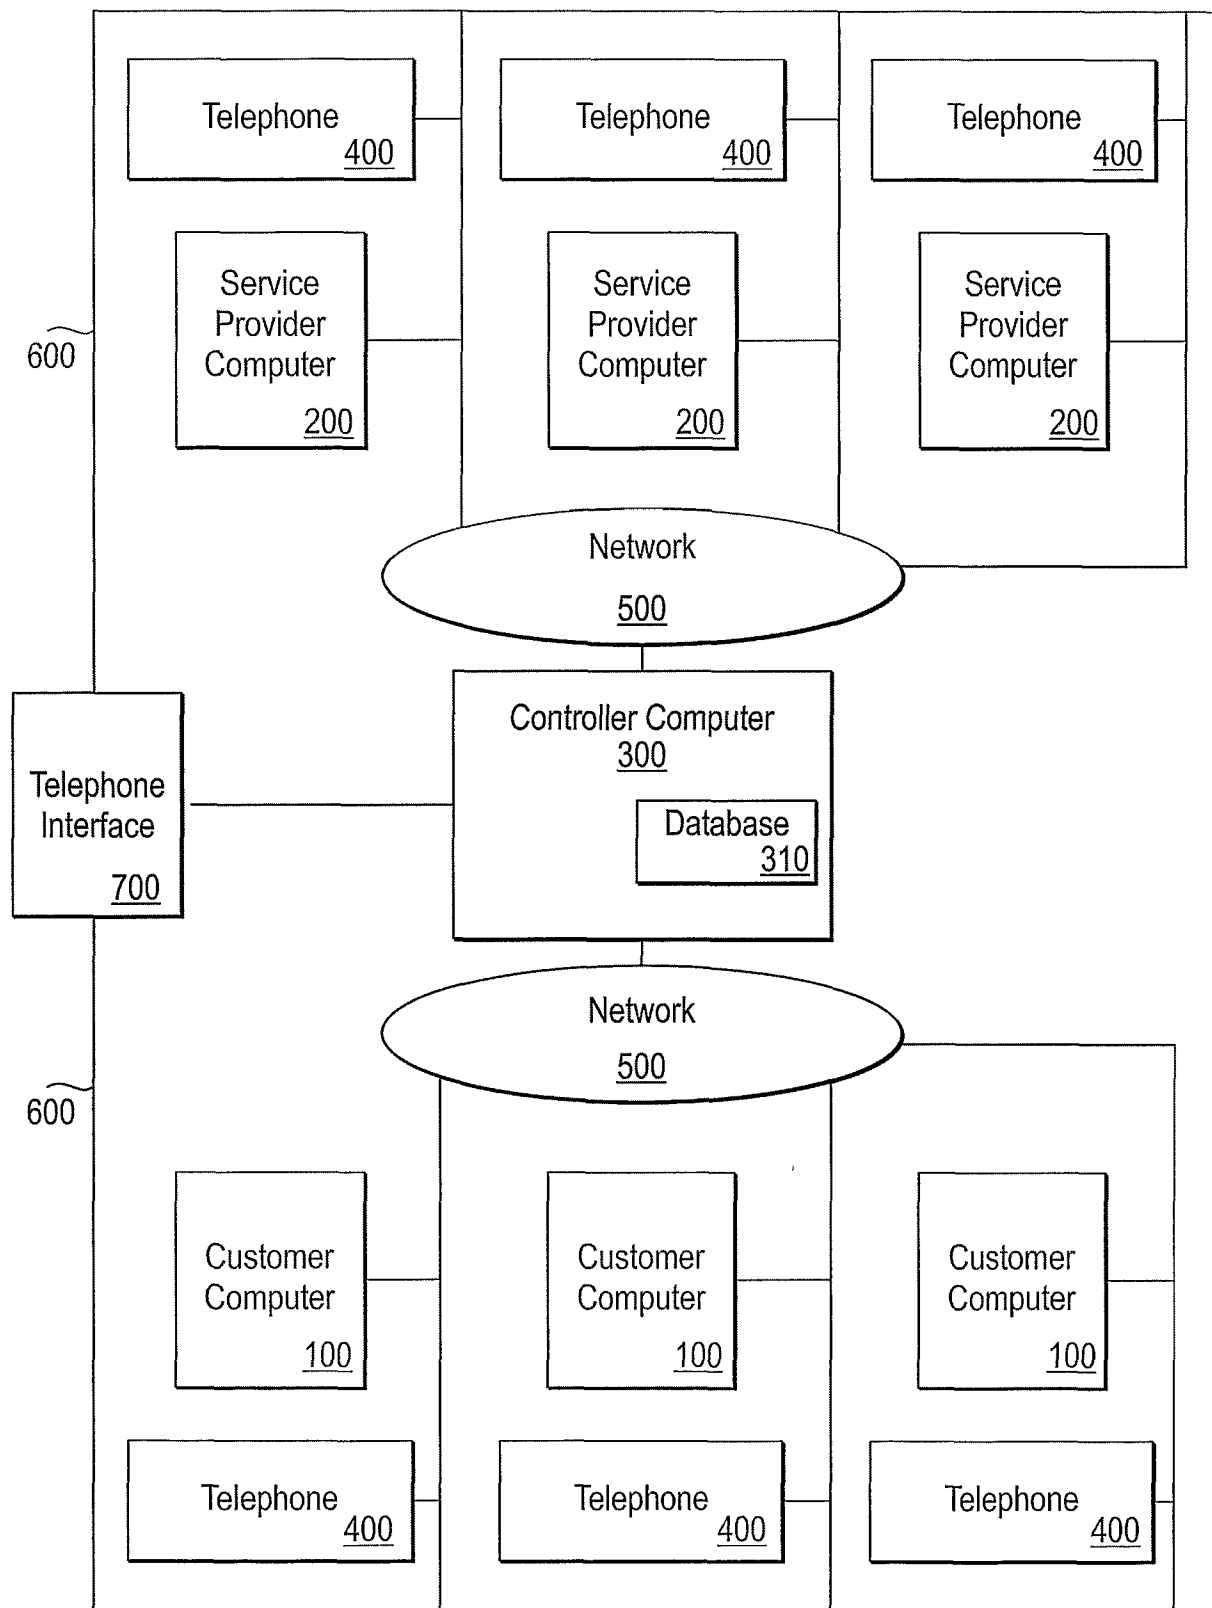 Telephone
400
Telephone
400
Telephone
400
Service
Provider
Computer
200
Service
Provider
Computer
200
Service
Provider
Computer
200
600
Network
500
Controller Computer
300
Database
310
Telephone
Interface
700
Network
500
600
Customer
Computer
100
Customer
Computer
100
Customer
Computer
100
Telephone
400
Telephone
400
Telephone
400